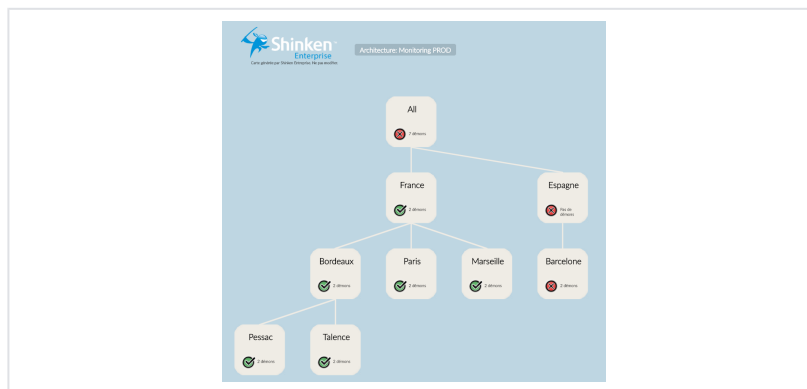 Shinken
Enterprise
Architecture: Monitoring PROD
Carte générée par Shinken Entreprise. Ne pas modifier.
All
7 démons
France
2 démons
Espagne
Pas de
démons
Bordeaux
2 démons
Paris
2 démons
Marseille
2 démons
Barcelone
2 démons
Pessac
2 démons
Talence
2 démons